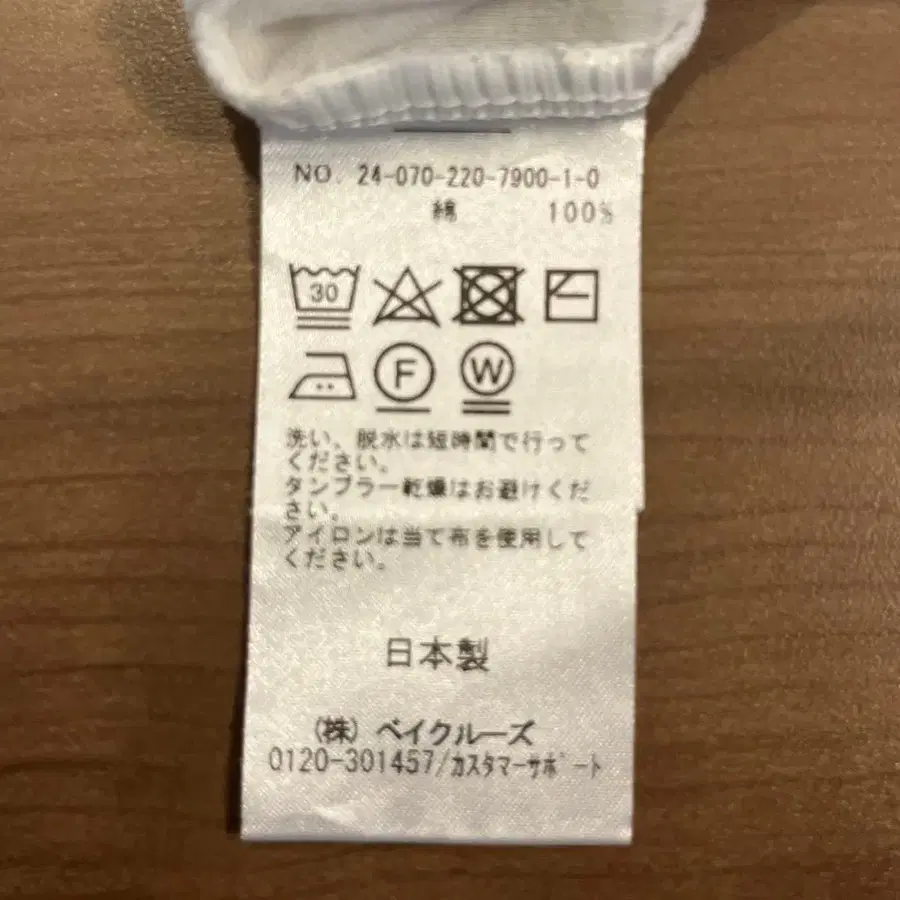 NO. 24-070-220-7900-1-0
綿 100%
30
F W
洗い、脱水は短時間で行って
ください。
タンブラー乾燥はお避けくだ
さい。
アイロンは当て布を使用して
ください。
日本製
(株) ベイクルーズ
0120-301457/カスタマーサポート